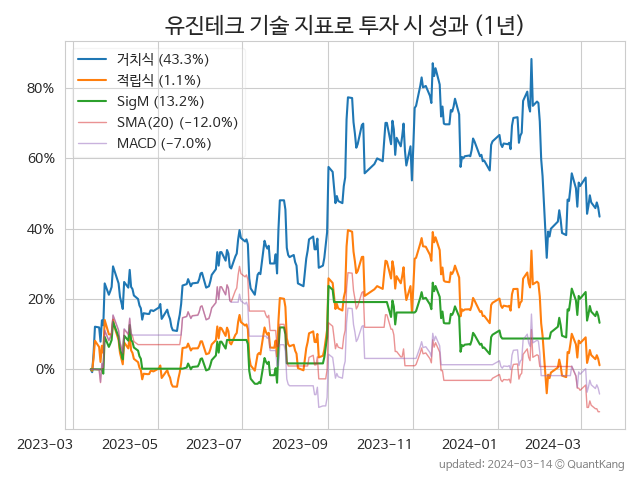 유진테크 기술 지표로 투자 시 성과 (1년)
거치식 (43.3%)
적립식 (1.1%)
SigM (13.2%)
SMA(20) (−12.0%)
MACD (−7.0%)
80%
60%
40%
20%
0%
2023-03 2023-05 2023-07 2023-09 2023-11 2024-01 2024-03
updated: 2024-03-14 © QuantKang